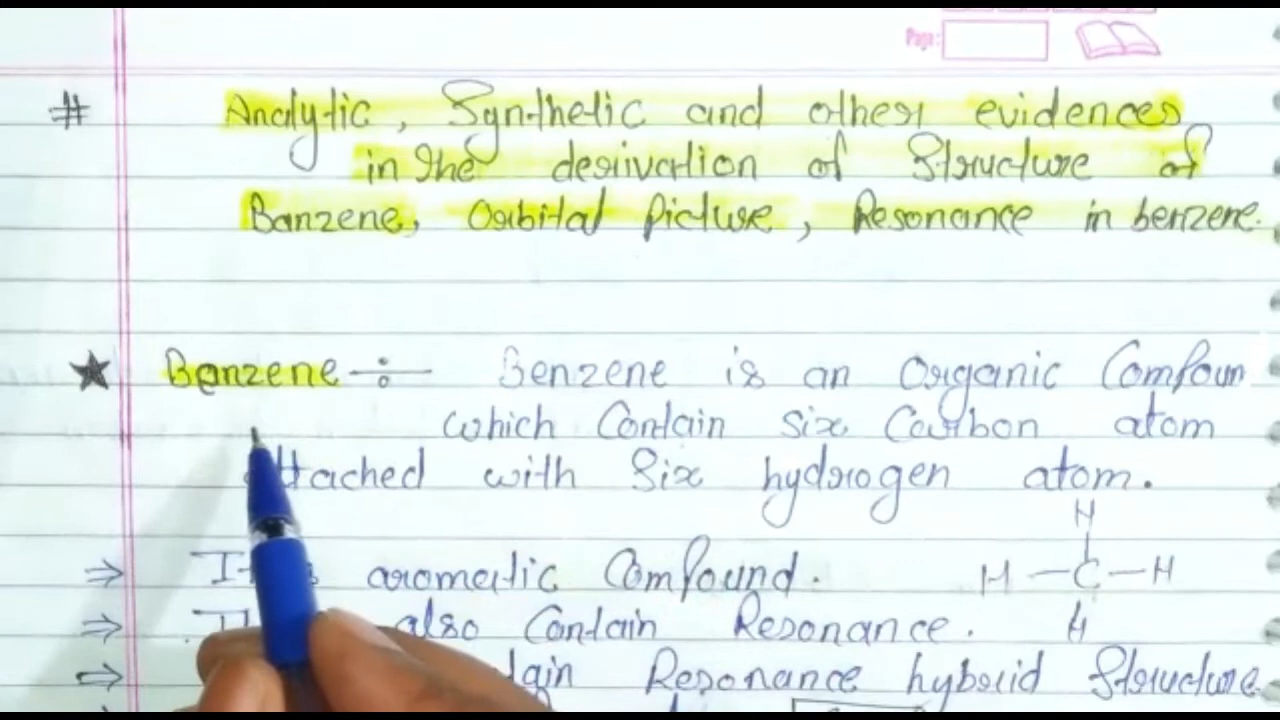 Page:
# Analytic, Synthetic and other evidences
in the derivation of Structure of
Banzene, Orbital Picture, Resonance in benzene.
★ Benzene ÷ Benzene is an Organic Compoun
which Contain six Carbon atom
attached with Six hydrogen atom.
H
⇒ aromatic Compound. H — C — H
⇒ also Contain Resonance. H
⇒ Resonance hybrid Structure